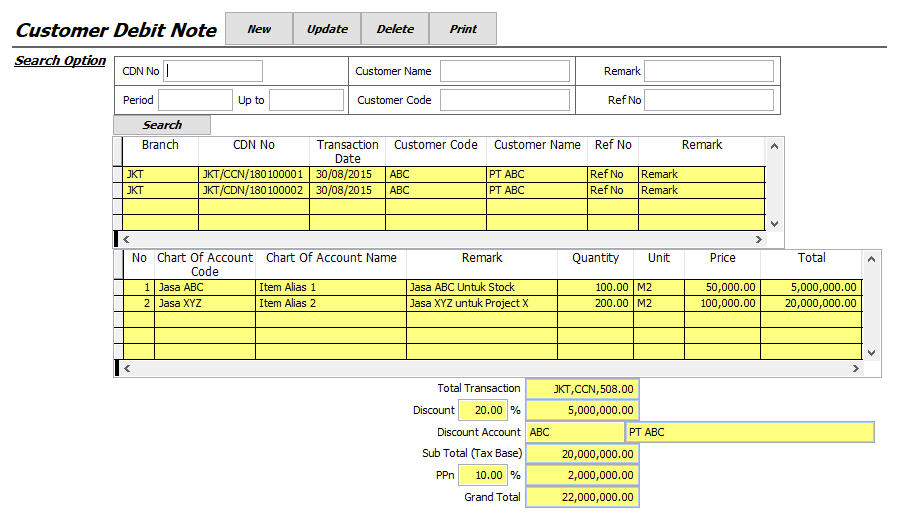 Customer Debit Note New Update Delete Print
Search Option
CDN No Customer Name Remark
Period Up to Customer Code Ref No
Search
Branch CDN No Transaction Date Customer Code Customer Name Ref No Remark
JKT JKT/CCN/180100001 30/08/2015 ABC PT ABC Ref No Remark
JKT JKT/CDN/180100002 30/08/2015 ABC PT ABC Ref No Remark
No Chart Of Account Code Chart Of Account Name Remark Quantity Unit Price Total
1 Jasa ABC Item Alias 1 Jasa ABC Untuk Stock 100.00 M2 50,000.00 5,000,000.00
2 Jasa XYZ Item Alias 2 Jasa XYZ untuk Project X 200.00 M2 100,000.00 20,000,000.00
Total Transaction JKT,CCN,508.00
Discount 20.00 % 5,000,000.00
Discount Account ABC PT ABC
Sub Total (Tax Base) 20,000,000.00
PPn 10.00 % 2,000,000.00
Grand Total 22,000,000.00